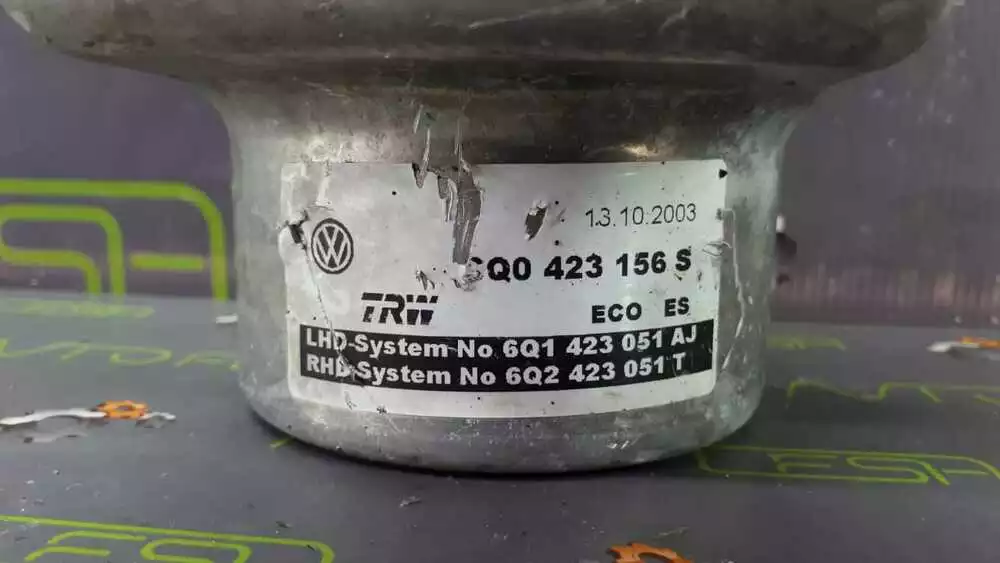 13.10.2003
6Q0 423 156 S
TRW ECO ES
LHD-System No 6Q1 423 051 AJ
RHD-System No 6Q2 423 051 T
CESA